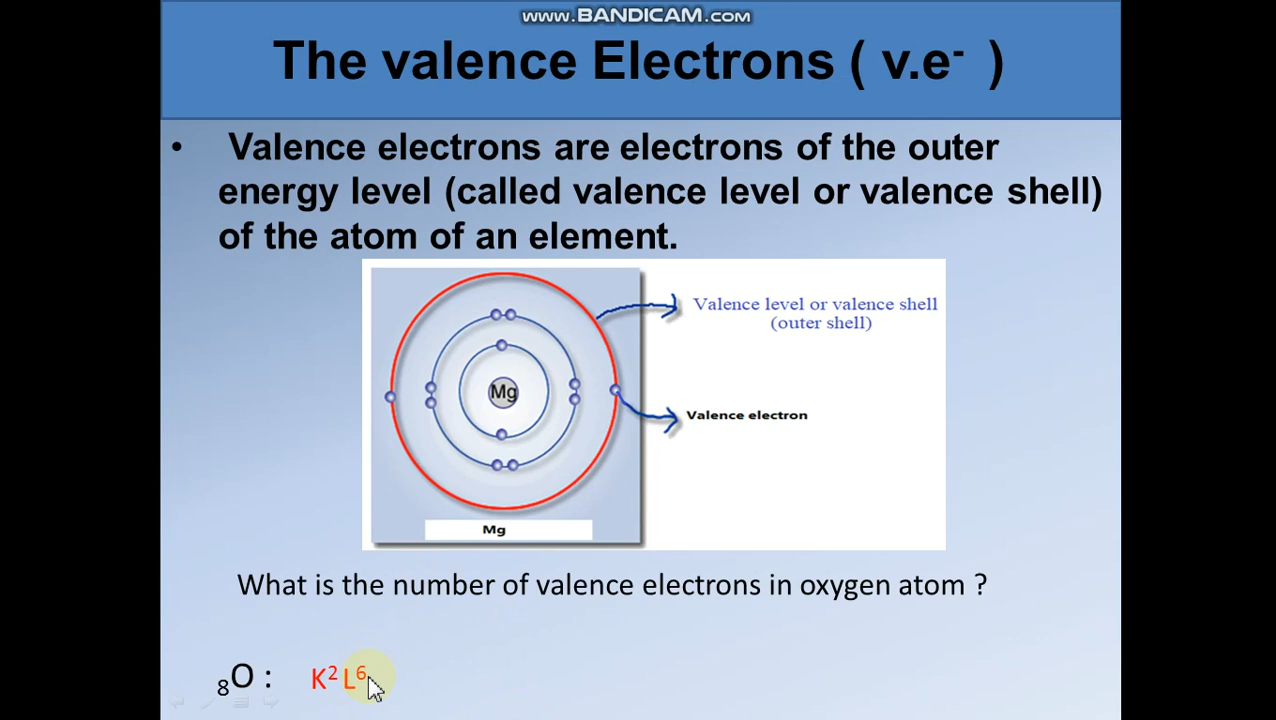 www.BANDICAM.com
The valence Electrons ( v.e⁻ )
• Valence electrons are electrons of the outer
energy level (called valence level or valence shell)
of the atom of an element.
Valence level or valence shell
(outer shell)
Mg
Valence electron
Mg
What is the number of valence electrons in oxygen atom ?
₈O : K² L⁶